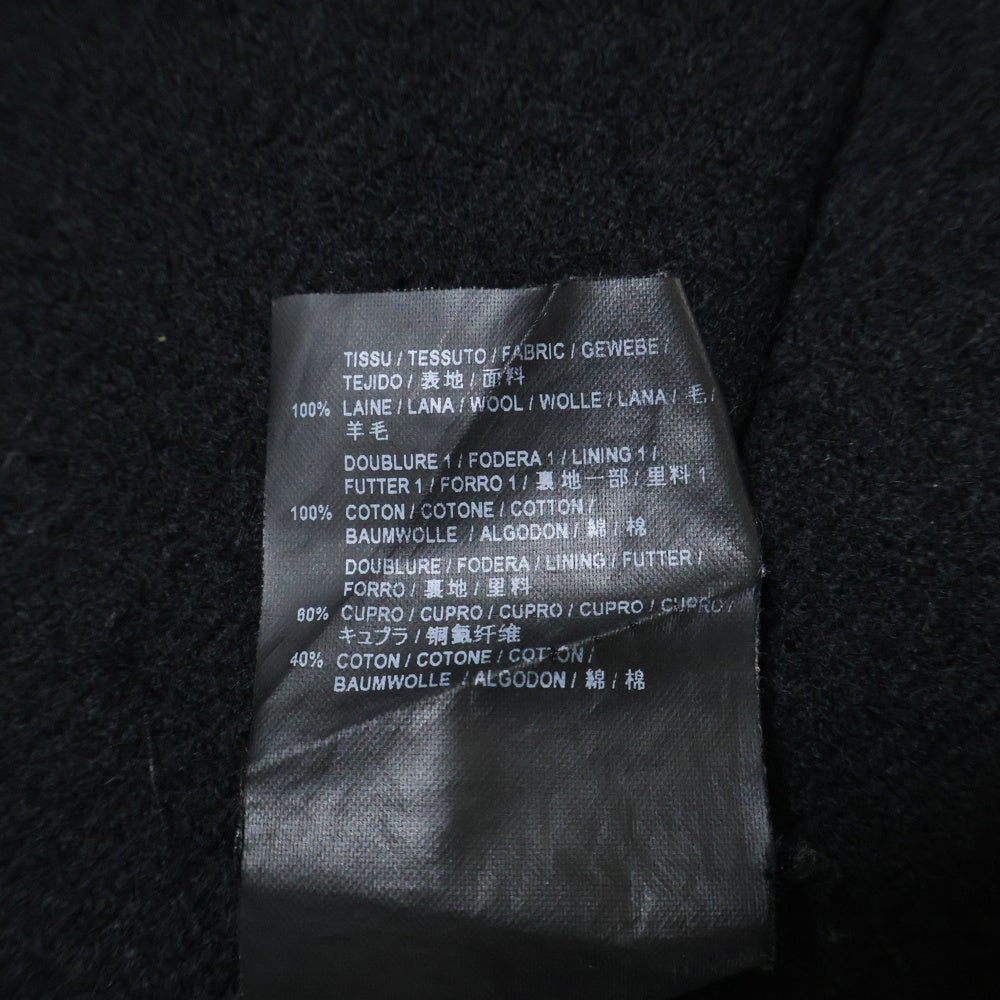 TISSU / TESSUTO / FABRIC / GEWEBE /
TEJIDO / 表地 / 面料
100% LAINE / LANA / WOOL / WOLLE / LANA / 毛 /
羊毛
DOUBLURE 1 / FODERA 1 / LINING 1 /
FUTTER 1 / FORRO 1 / 裏地一部 / 里料 1
100% COTON / COTONE / COTTON /
BAUMWOLLE / ALGODON / 綿 / 棉
DOUBLURE / FODERA / LINING / FUTTER /
FORRO / 裏地 / 里料
60% CUPRO / CUPRO / CUPRO / CUPRO / CUPRO /
キュプラ / 铜氨纤维
40% COTON / COTONE / COTTON /
BAUMWOLLE / ALGODON / 綿 / 棉